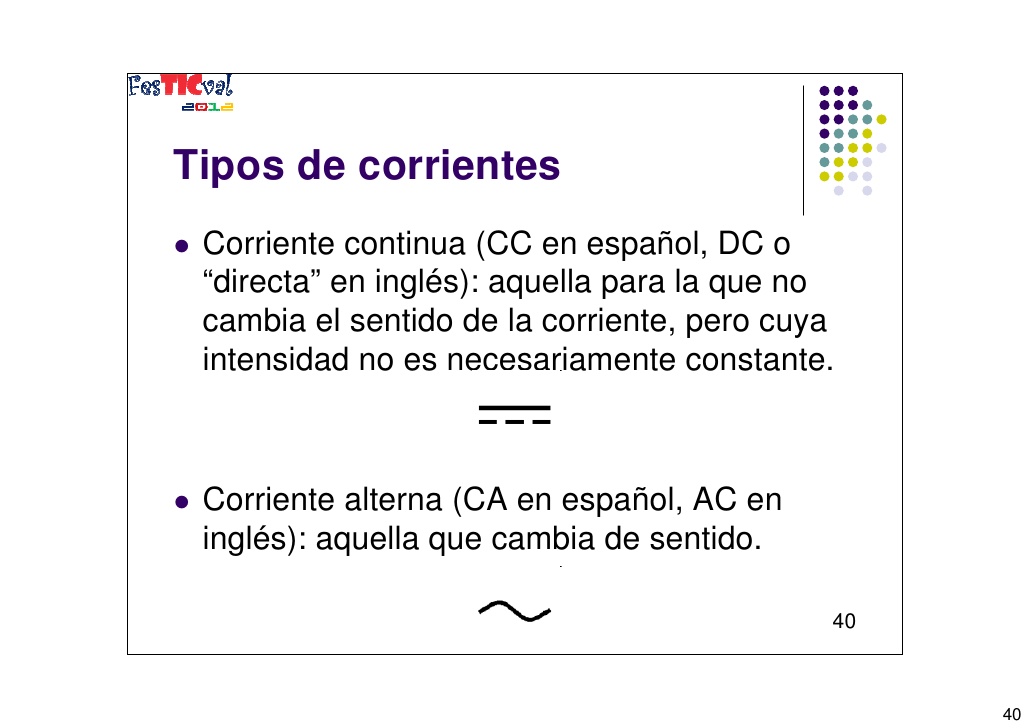 FesTICval
2012
Tipos de corrientes
● Corriente continua (CC en español, DC o
“directa” en inglés): aquella para la que no
cambia el sentido de la corriente, pero cuya
intensidad no es necesariamente constante.
● Corriente alterna (CA en español, AC en
inglés): aquella que cambia de sentido.
40
40